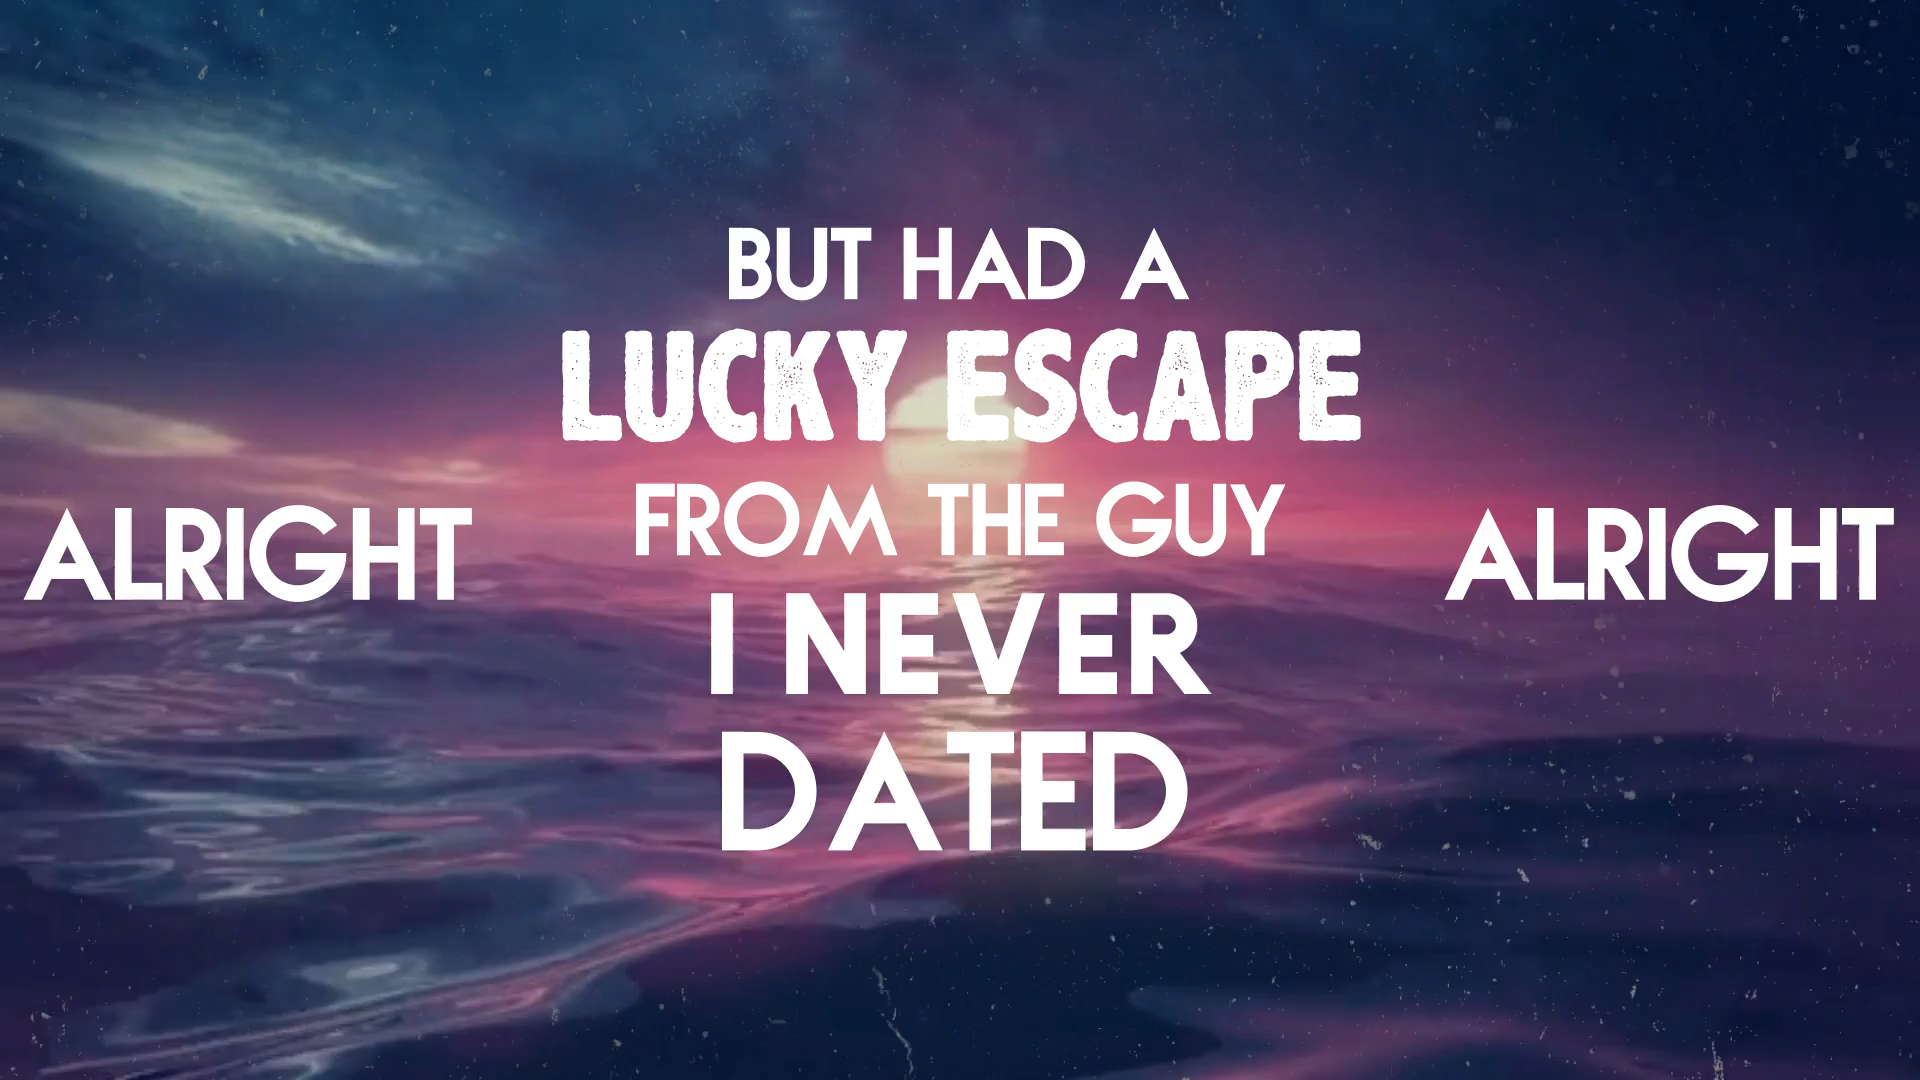 BUT HAD A
LUCKY ESCAPE
FROM THE GUY
I NEVER
DATED
ALRIGHT
ALRIGHT